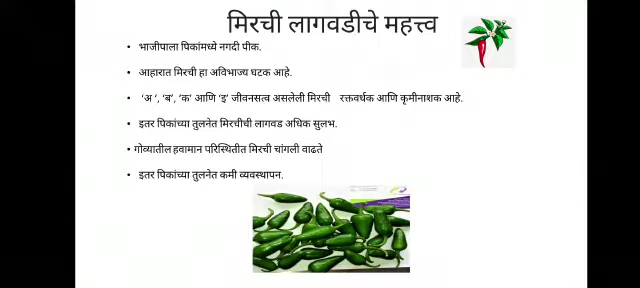 मिरची लागवडीचे महत्त्व
• भाजीपाला पिकांमध्ये नगदी पीक.
• आहारात मिरची हा अविभाज्य घटक आहे.
• ‘अ ’, ‘ब’, ‘क’ आणि ‘इ’ जीवनसत्व असलेली मिरची रक्तवर्धक आणि कृमीनाशक आहे.
• इतर पिकांच्या तुलनेत मिरचीची लागवड अधिक सुलभ.
• गोव्यातील हवामान परिस्थितीत मिरची चांगली वाढते
• इतर पिकांच्या तुलनेत कमी व्यवस्थापन.